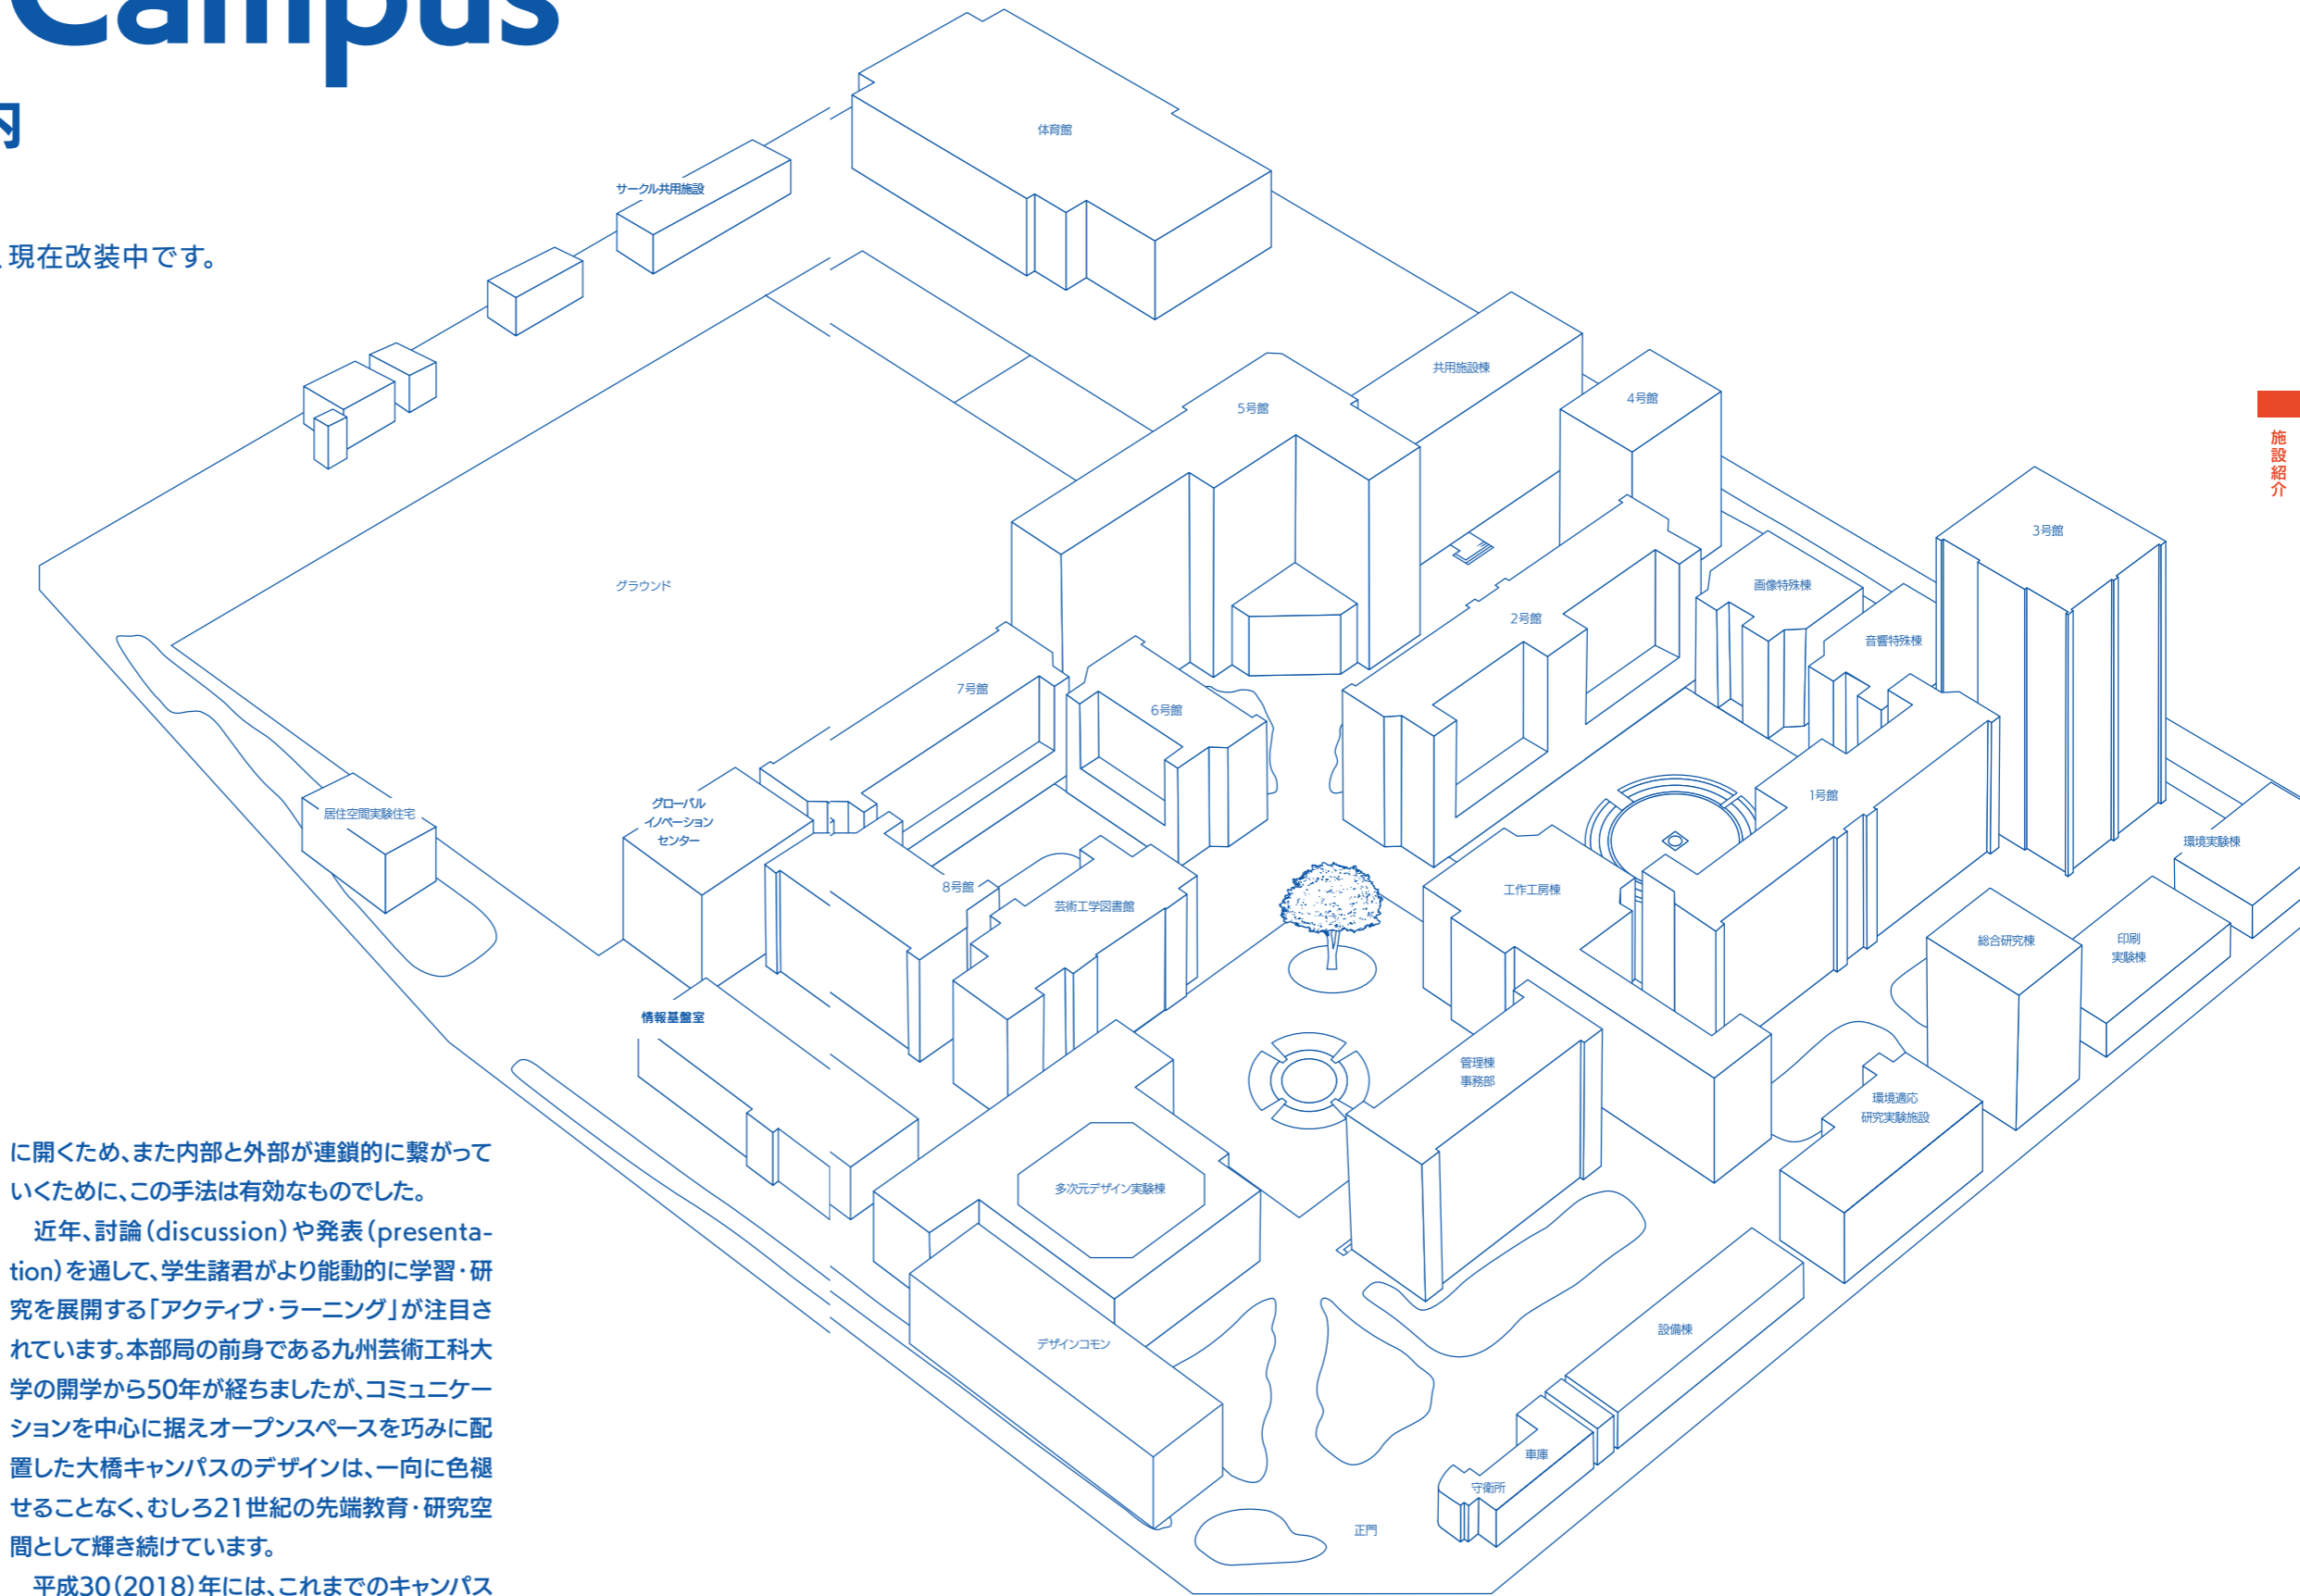 Campus
内
、現在改装中です。
体育館
サークル共用施設
共用施設棟
4号館
5号館
施設紹介
3号館
グラウンド
画像特殊棟
2号館
音響特殊棟
7号館
6号館
1号館
グローバル
イノベーション
センター
居住空間実験住宅
環境実験棟
8号館
工作工房棟
芸術工学図書館
総合研究棟
印刷
実験棟
情報基盤室
管理棟
事務部
環境適応
研究実験施設
多次元デザイン実験棟
設備棟
デザインコモン
車庫
守衛所
正門
に開くため、また内部と外部が連鎖的に繋がって
いくために、この手法は有効なものでした。
　近年、討論（discussion）や発表（presenta-
tion）を通して、学生諸君がより能動的に学習・研
究を展開する「アクティブ・ラーニング」が注目さ
れています。本部局の前身である九州芸術工科大
学の開学から50年が経ちましたが、コミュニケー
ションを中心に据えオープンスペースを巧みに配
置した大橋キャンパスのデザインは、一向に色褪
せることなく、むしろ21世紀の先端教育・研究空
間として輝き続けています。
　平成30（2018）年には、これまでのキャンパス